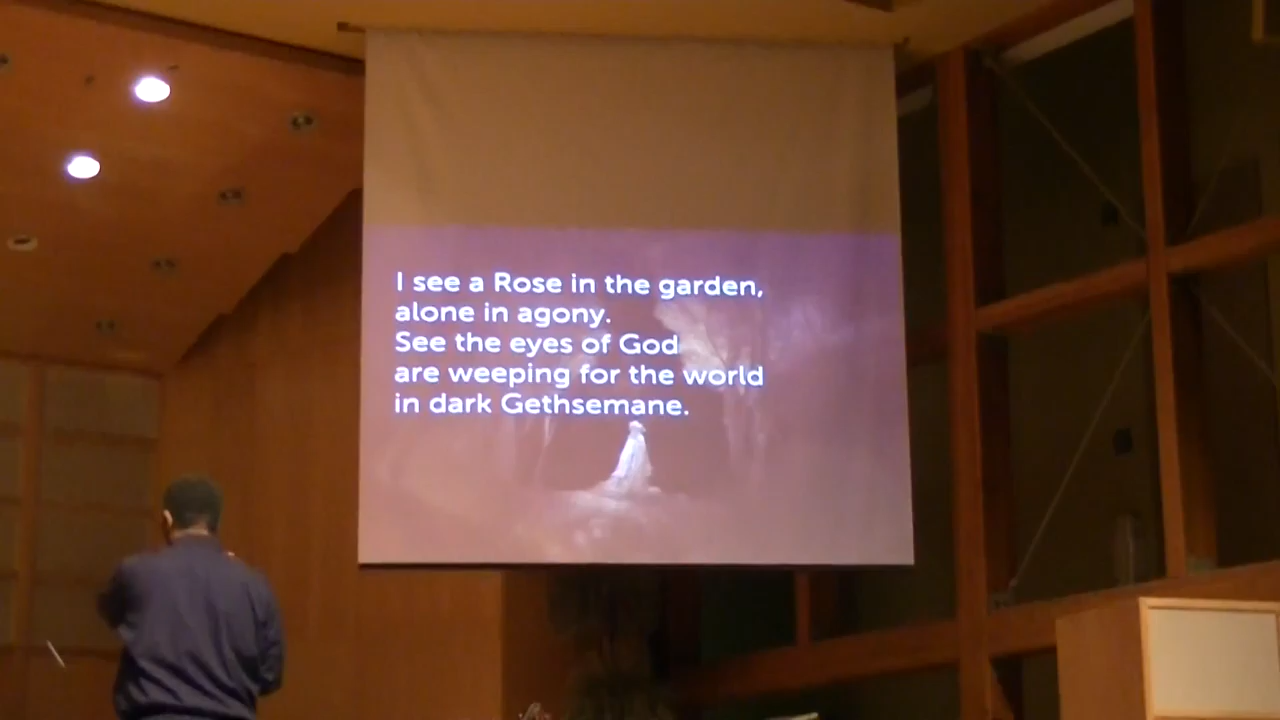 I see a Rose in the garden,
alone in agony.
See the eyes of God
are weeping for the world
in dark Gethsemane.